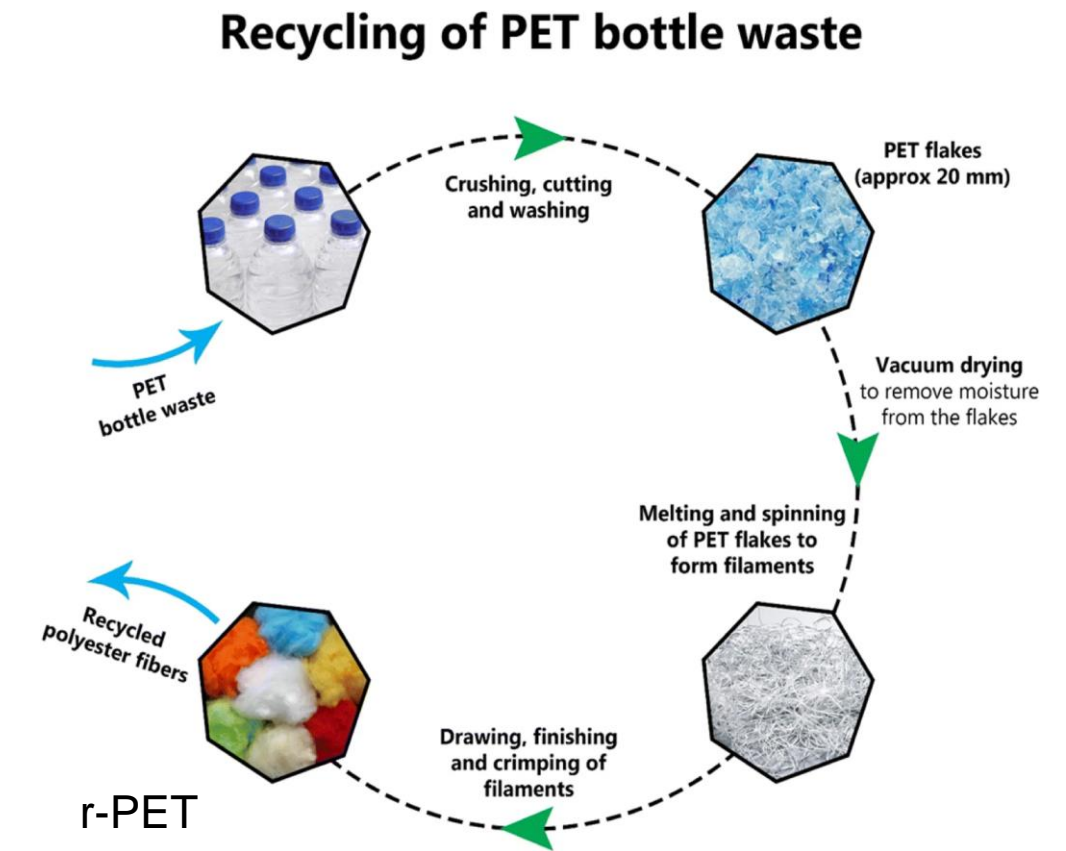 Recycling of PET bottle waste
Crushing, cutting
and washing
PET flakes
(approx 20 mm)
PET
bottle waste
Vacuum drying
to remove moisture
from the flakes
Melting and spinning
of PET flakes to
form filaments
Recycled
polyester fibers
Drawing, finishing
and crimping of
filaments
r-PET